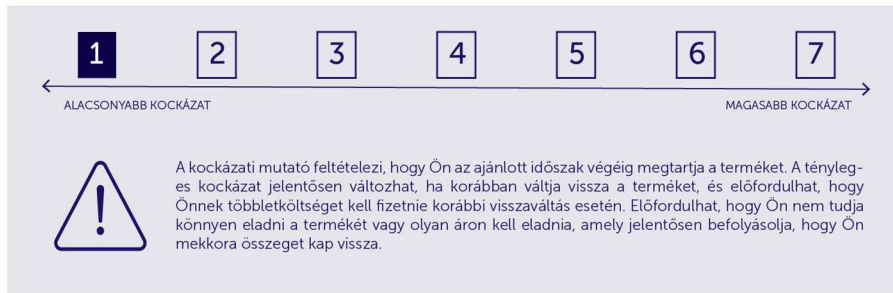 1 2 3 4 5 6 7
ALACSONYABB KOCKÁZAT MAGASABB KOCKÁZAT
A kockázati mutató feltételezi, hogy Ön az ajánlott időszak végéig megtartja a terméket. A tényleg-
es kockázat jelentősen változhat, ha korábban váltja vissza a terméket, és előfordulhat, hogy
Önnek többletköltséget kell fizetnie korábbi visszaváltás esetén. Előfordulhat, hogy Ön nem tudja
könnyen eladni a termékét vagy olyan áron kell eladnia, amely jelentősen befolyásolja, hogy Ön
mekkora összeget kap vissza.